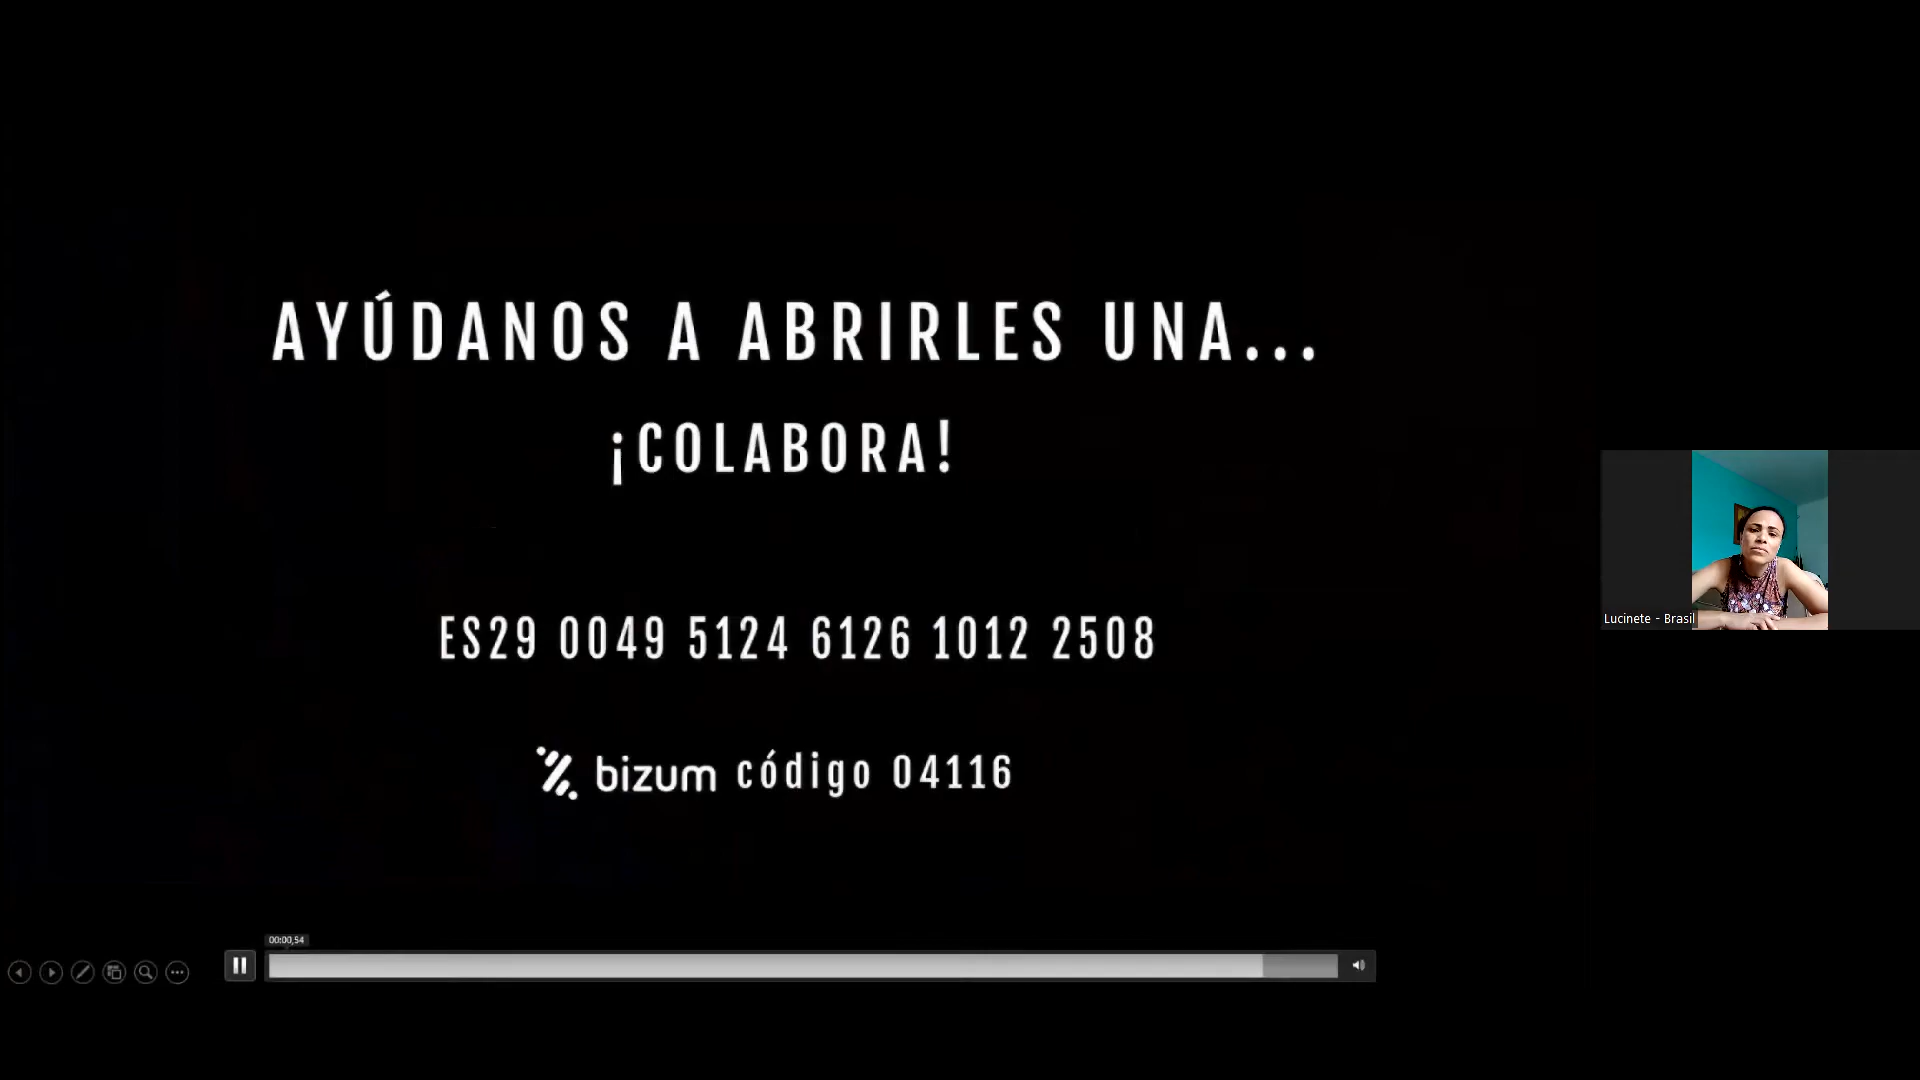 AYÚDANOS A ABRIRLES UNA...
¡COLABORA!
ES29 0049 5124 6126 1012 2508
bizum código 04116
Lucinete - Brasil
00:00,54